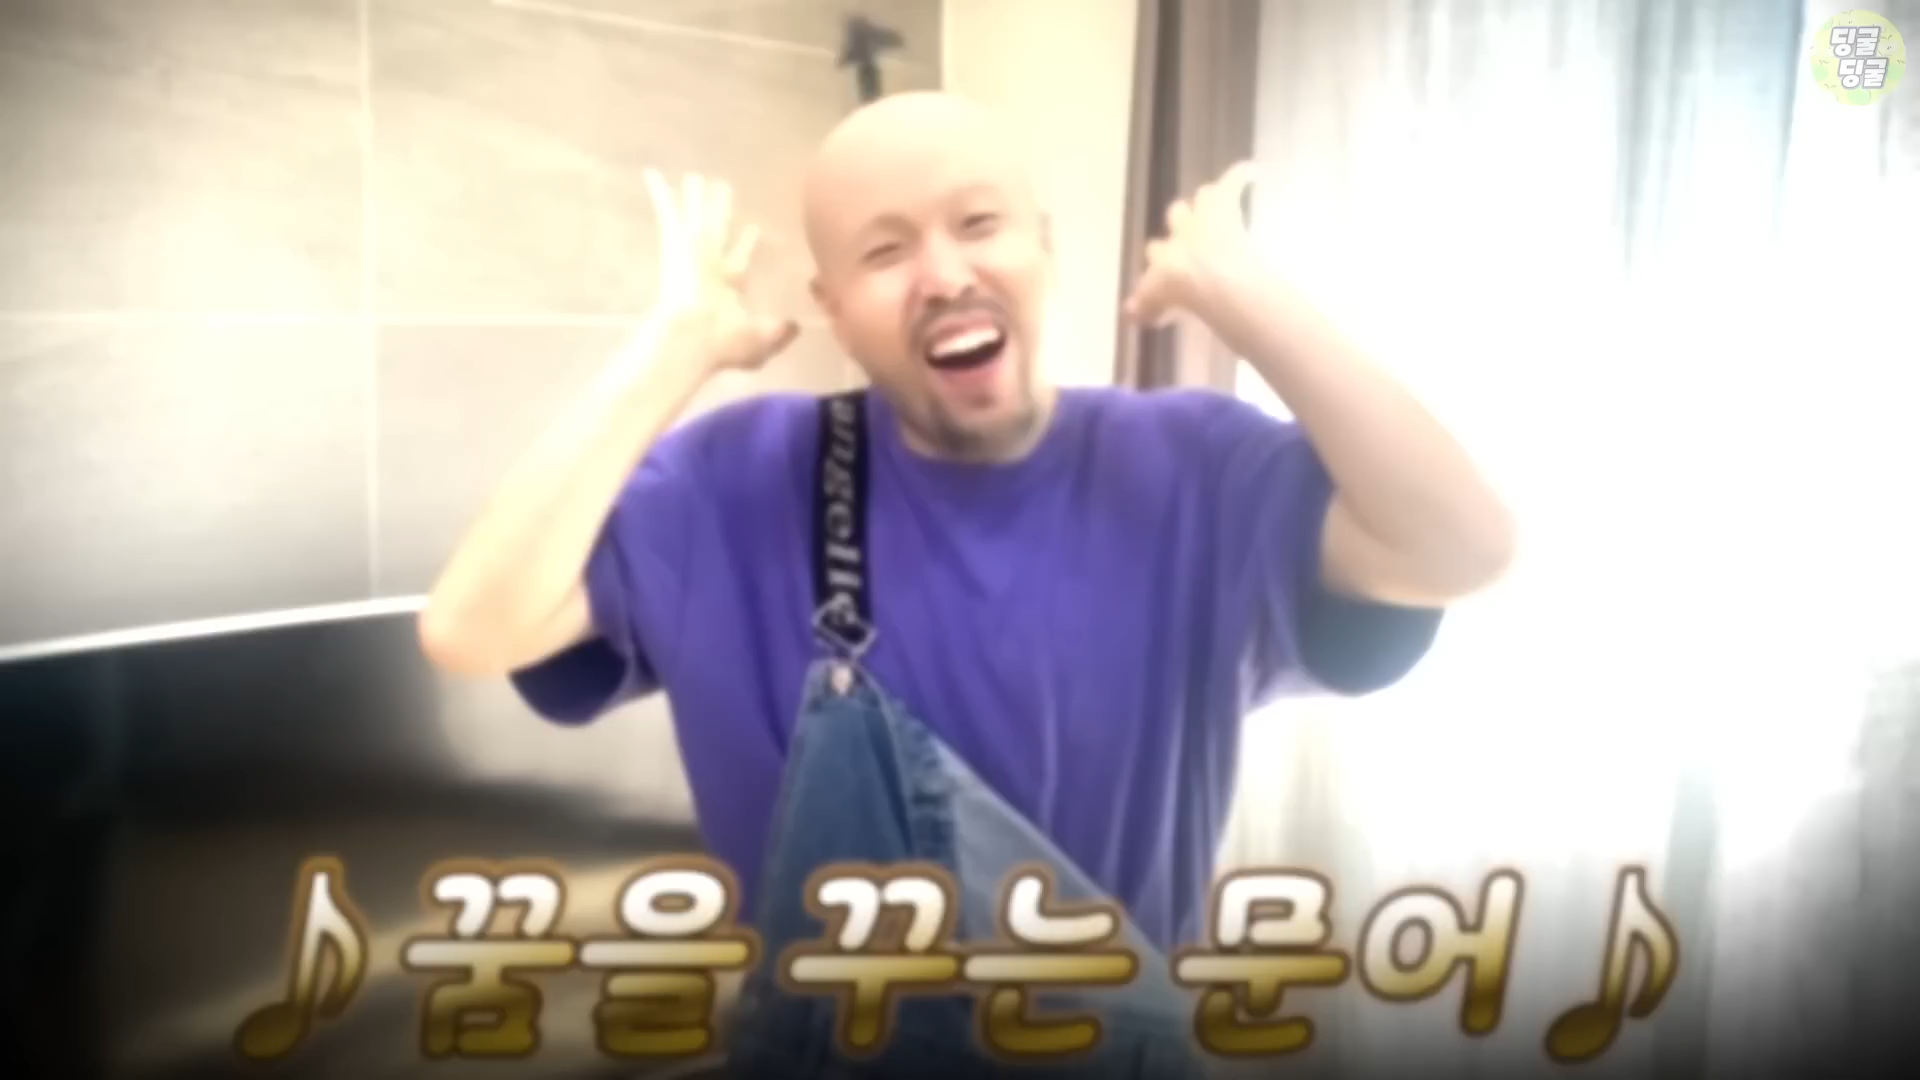 딩굴
딩굴
♪ 꿈을 꾸는 문어 ♪